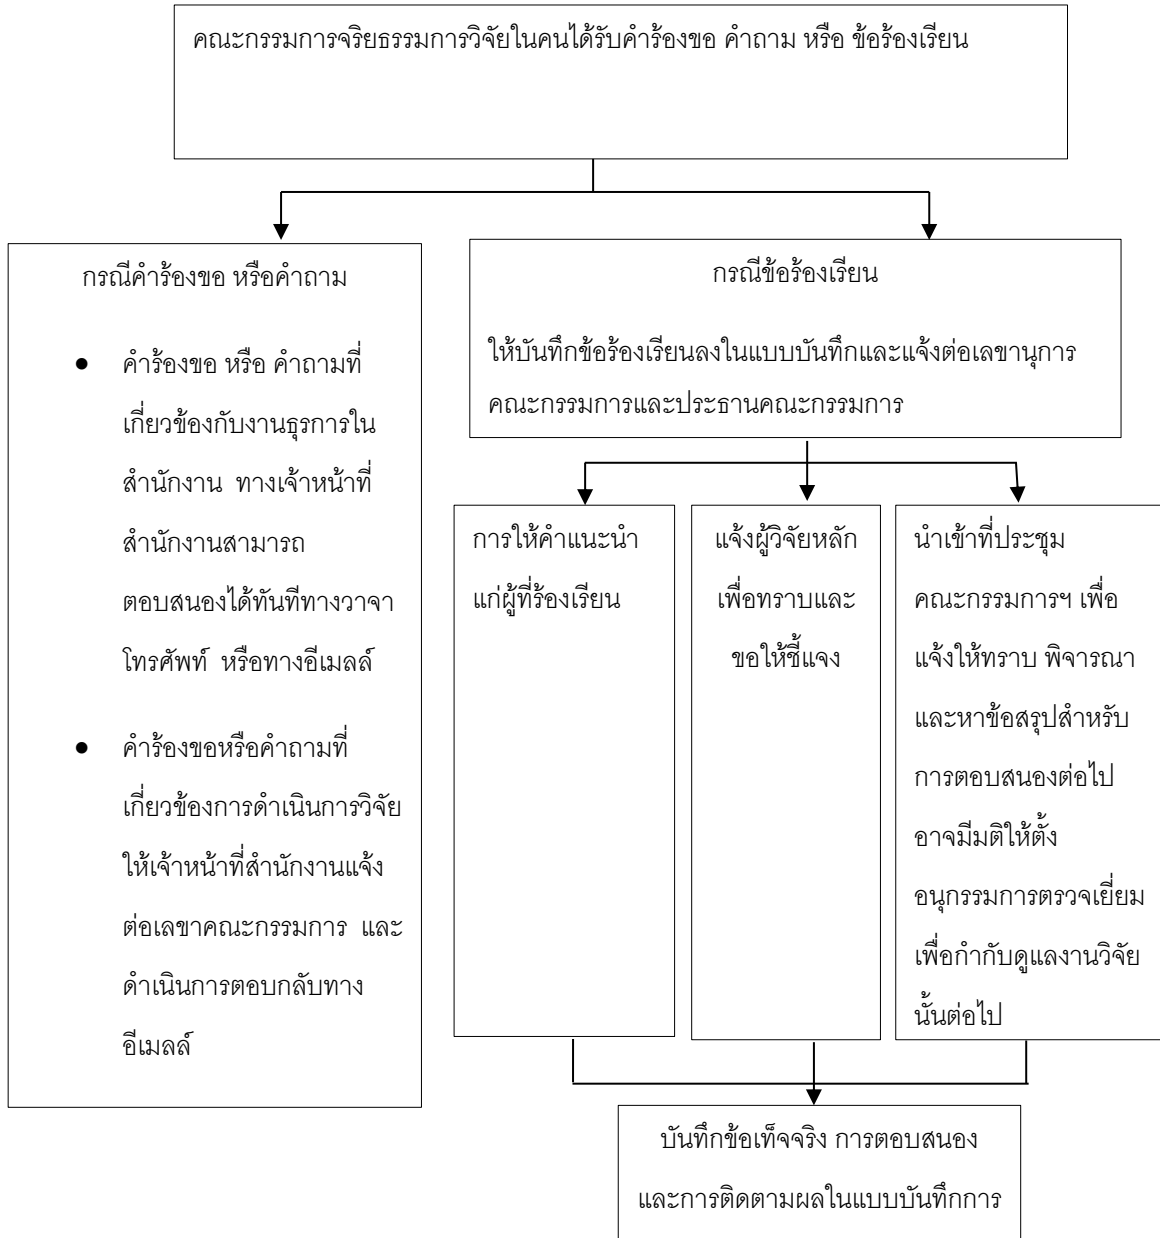 คณะกรรมการจริยธรรมการวิจัยในคนได้รับคำร้องขอ คำถาม หรือ ข้อร้องเรียน
กรณีคำร้องขอ หรือคำถาม
● คำร้องขอ หรือ คำถามที่
เกี่ยวข้องกับงานธุรการใน
สำนักงาน ทางเจ้าหน้าที่
สำนักงานสามารถ
ตอบสนองได้ทันทีทางวาจา
โทรศัพท์ หรือทางอีเมลล์
● คำร้องขอหรือคำถามที่
เกี่ยวข้องการดำเนินการวิจัย
ให้เจ้าหน้าที่สำนักงานแจ้ง
ต่อเลขาคณะกรรมการ และ
ดำเนินการตอบกลับทาง
อีเมลล์
กรณีข้อร้องเรียน
ให้บันทึกข้อร้องเรียนลงในแบบบันทึกและแจ้งต่อเลขานุการ
คณะกรรมการและประธานคณะกรรมการ
การให้คำแนะนำ
แก่ผู้ที่ร้องเรียน
แจ้งผู้วิจัยหลัก
เพื่อทราบและ
ขอให้ชี้แจง
นำเข้าที่ประชุม
คณะกรรมการฯ เพื่อ
แจ้งให้ทราบ พิจารณา
และหาข้อสรุปสำหรับ
การตอบสนองต่อไป
อาจมีมติให้ตั้ง
อนุกรรมการตรวจเยี่ยม
เพื่อกำกับดูแลงานวิจัย
นั้นต่อไป
บันทึกข้อเท็จจริง การตอบสนอง
และการติดตามผลในแบบบันทึกการ